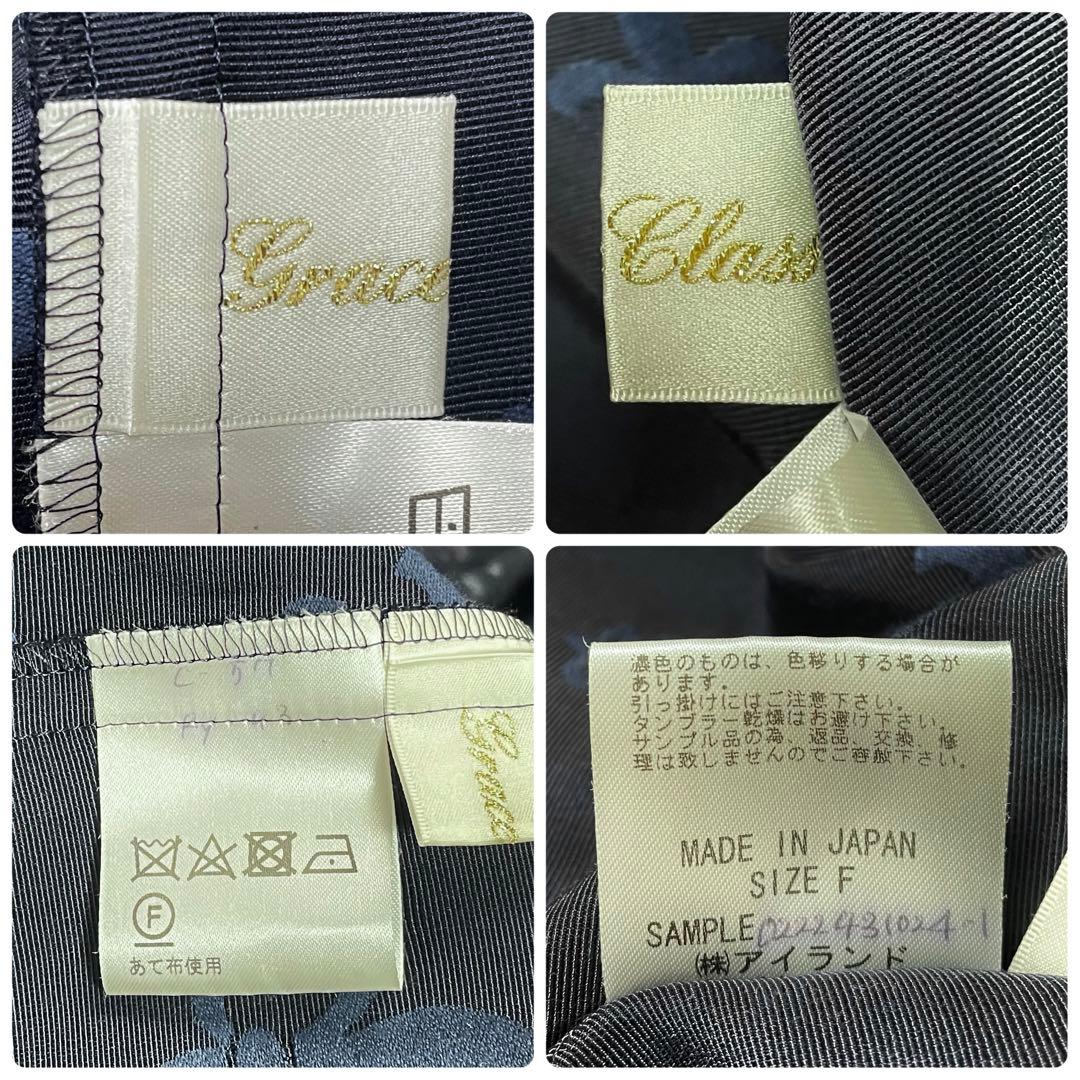 Grace
Class
Grace
F
あて布使用
濃色のものは、色移りする場合が
あります。
引っ掛けにはご注意下さい。
タンブラー乾燥はお避け下さい。
サンプル品の為、返品、交換、修
理は致しませんのでご容赦下さい。
MADE IN JAPAN
SIZE F
SAMPLE 0222431024-1
㈱アイランド